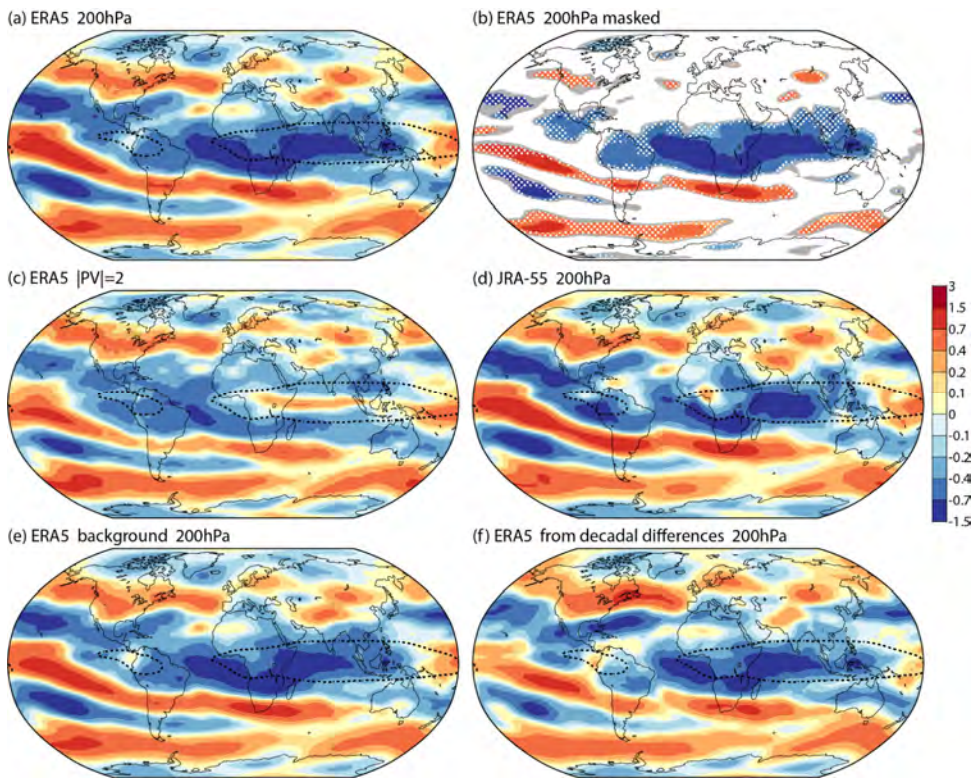 (a) ERA5 200hPa
(b) ERA5 200hPa masked
(c) ERA5 |PV|=2
(d) JRA-55 200hPa
3
1.5
0.7
0.4
0.2
0.1
0
-0.1
-0.2
-0.4
-0.7
-1.5
(e) ERA5 background 200hPa
(f) ERA5 from decadal differences 200hPa